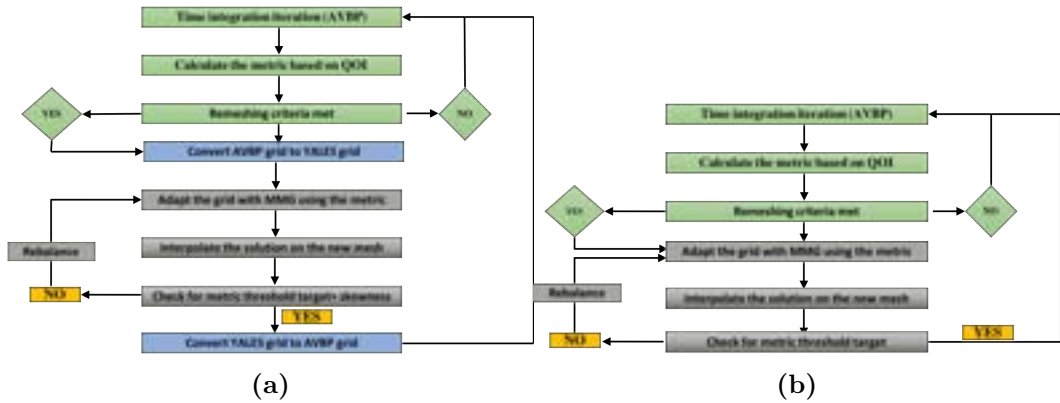 Time integration iteration (AVBP)
Calculate the metric based on QOI
YES
Remeshing criteria met
NO
Convert AVBP grid to YALES grid
Adapt the grid with MMG using the metric
Rebalance
Interpolate the solution on the new mesh
NO
Check for metric threshold target+ skewness
YES
Convert YALES grid to AVBP grid
(a)
Time integration iteration (AVBP)
Calculate the metric based on QOI
YES
Remeshing criteria met
NO
Adapt the grid with MMG using the metric
Rebalance
Interpolate the solution on the new mesh
NO
Check for metric threshold target
YES
(b)